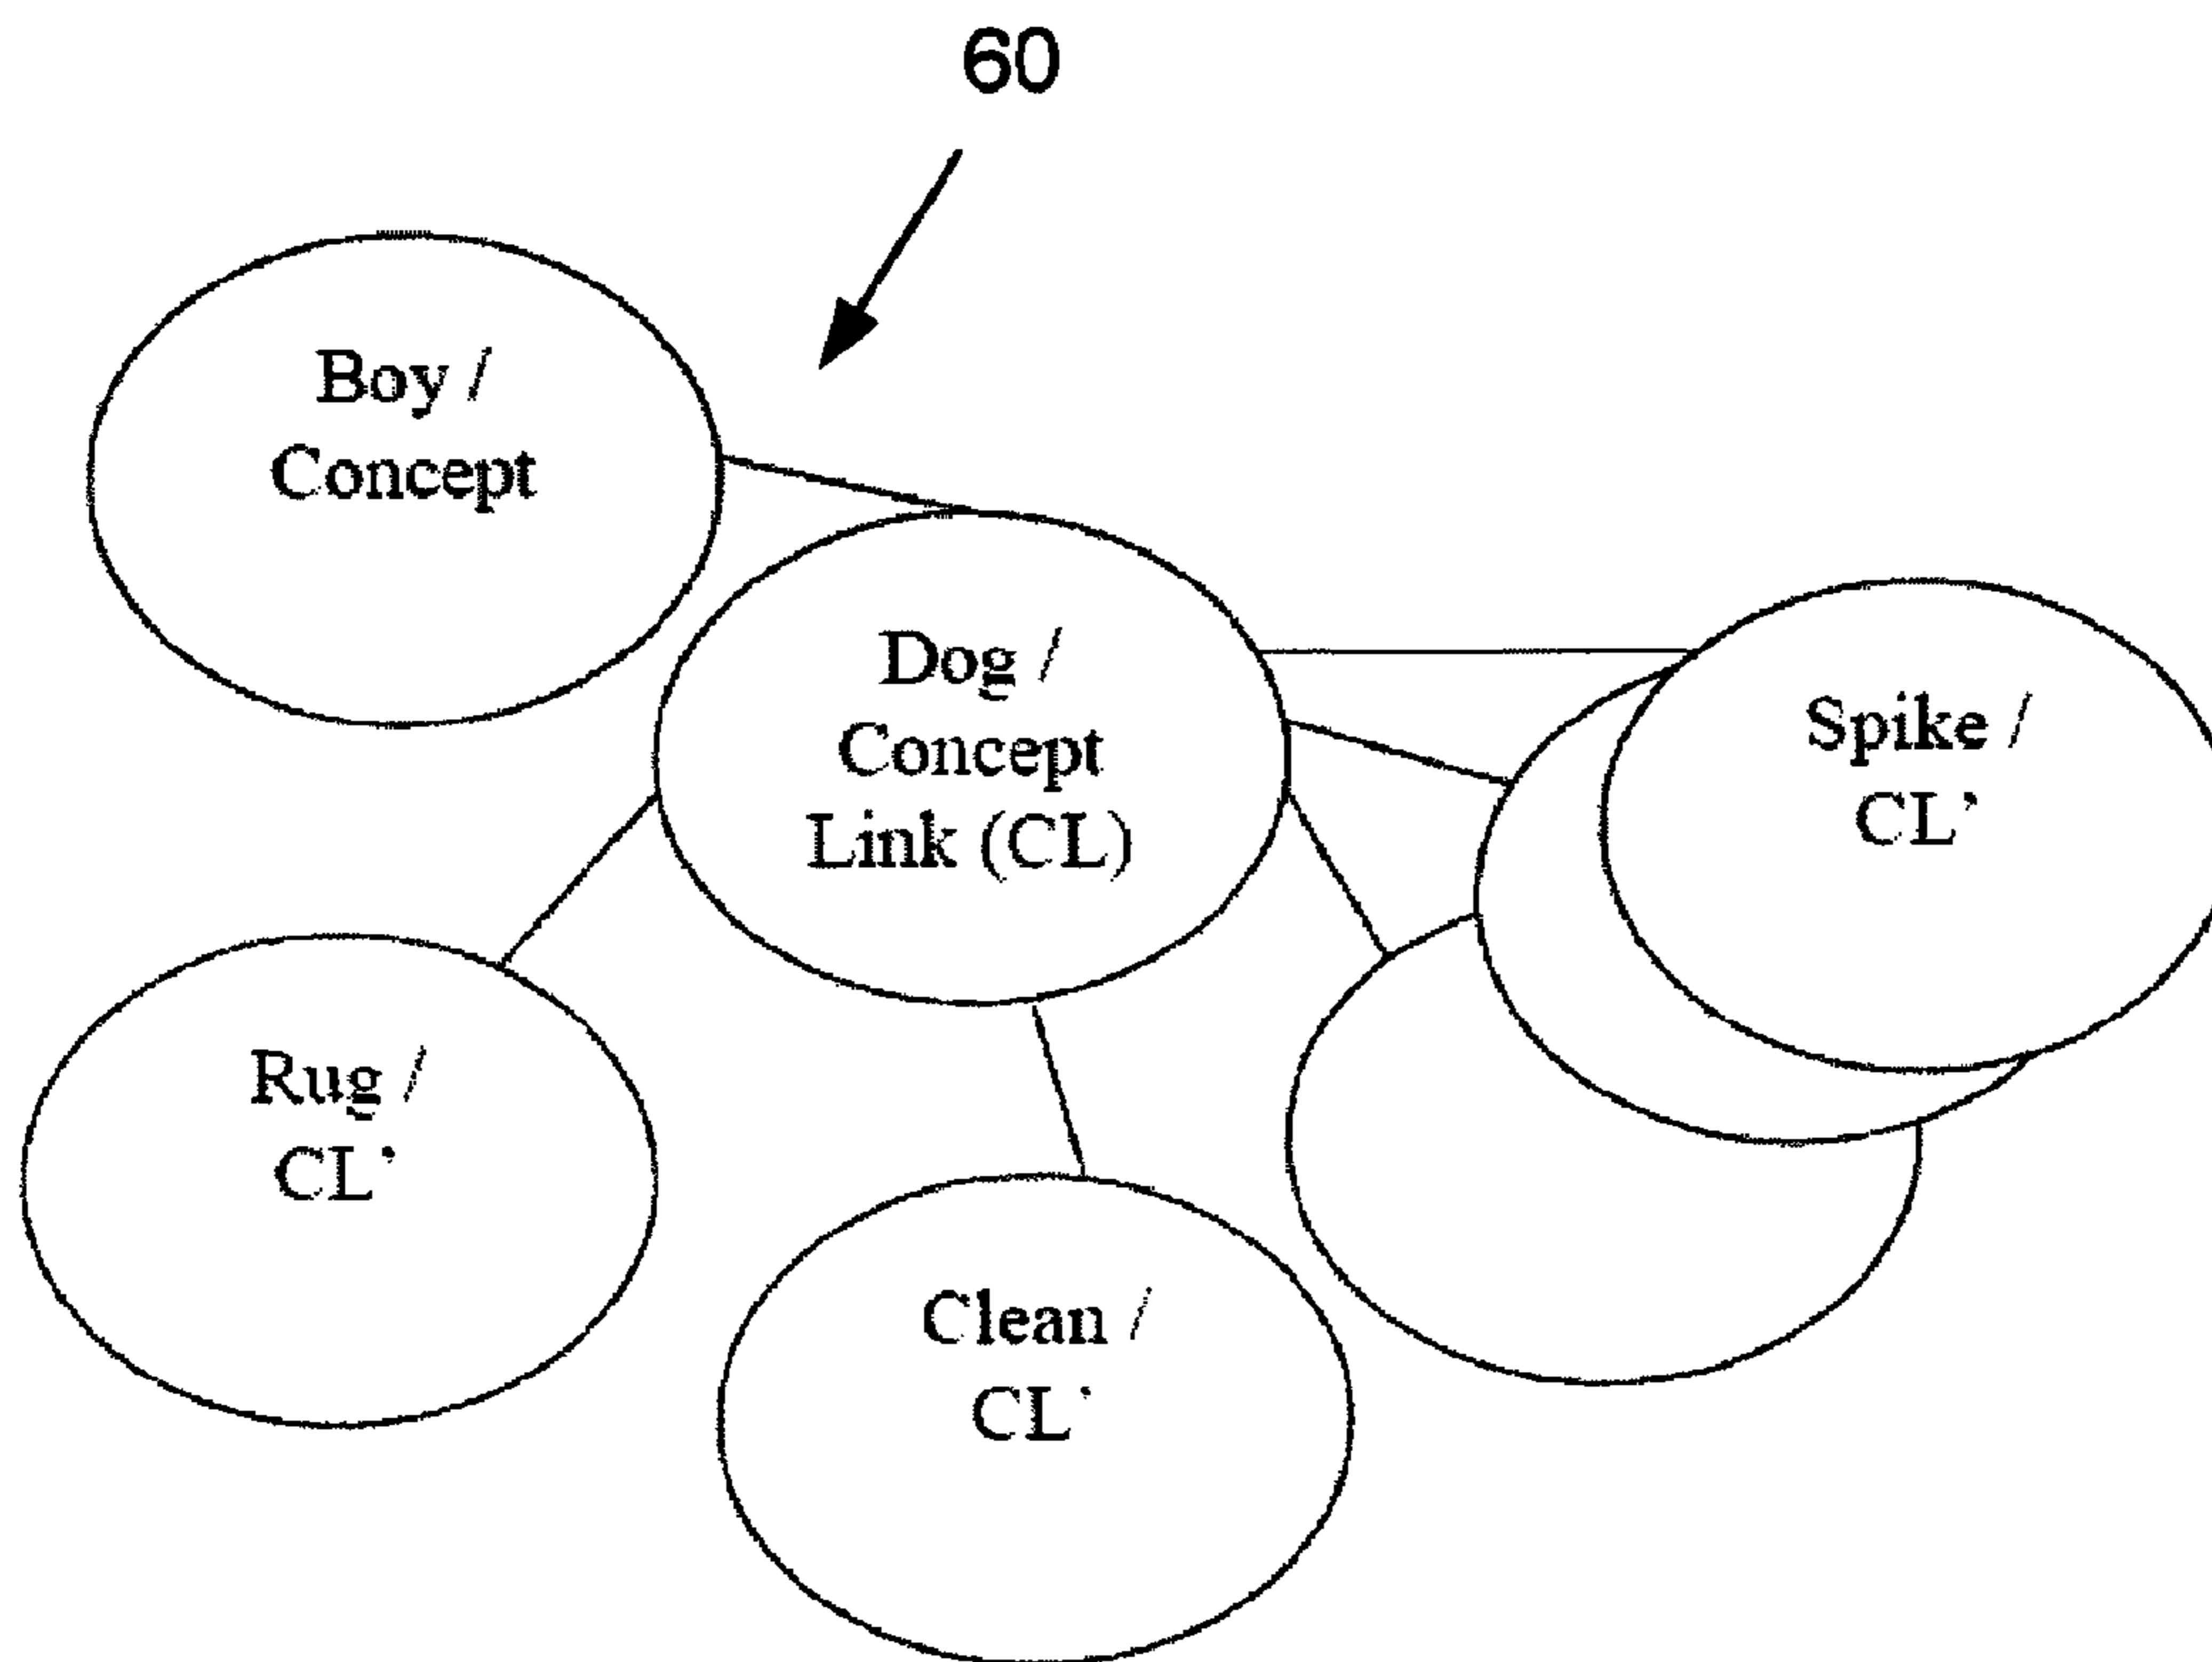 60
Boy /
Concept
Dog /
Concept
Link (CL)
Spike /
CL'
Rug /
CL'
Clean /
CL'